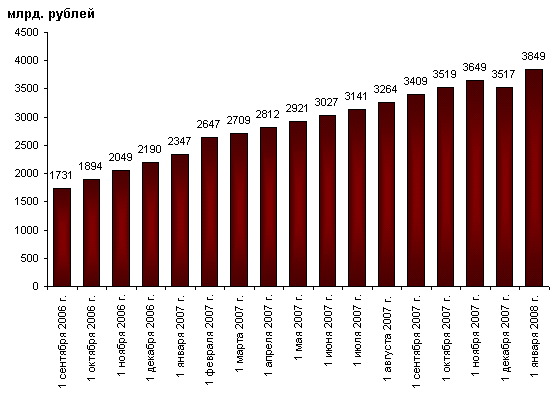 млрд. рублей
4500
4000
3500
3000
2500
2000
1500
1000
500
0
1731
1894
2049
2190
2347
2647
2709
2812
2921
3027
3141
3264
3409
3519
3649
3517
3849
1 сентября 2006 г.
1 октября 2006 г.
1 ноября 2006 г.
1 декабря 2006 г.
1 января 2007 г.
1 февраля 2007 г.
1 марта 2007 г.
1 апреля 2007 г.
1 мая 2007 г.
1 июня 2007 г.
1 июля 2007 г.
1 августа 2007 г.
1 сентября 2007 г.
1 октября 2007 г.
1 ноября 2007 г.
1 декабря 2007 г.
1 января 2008 г.